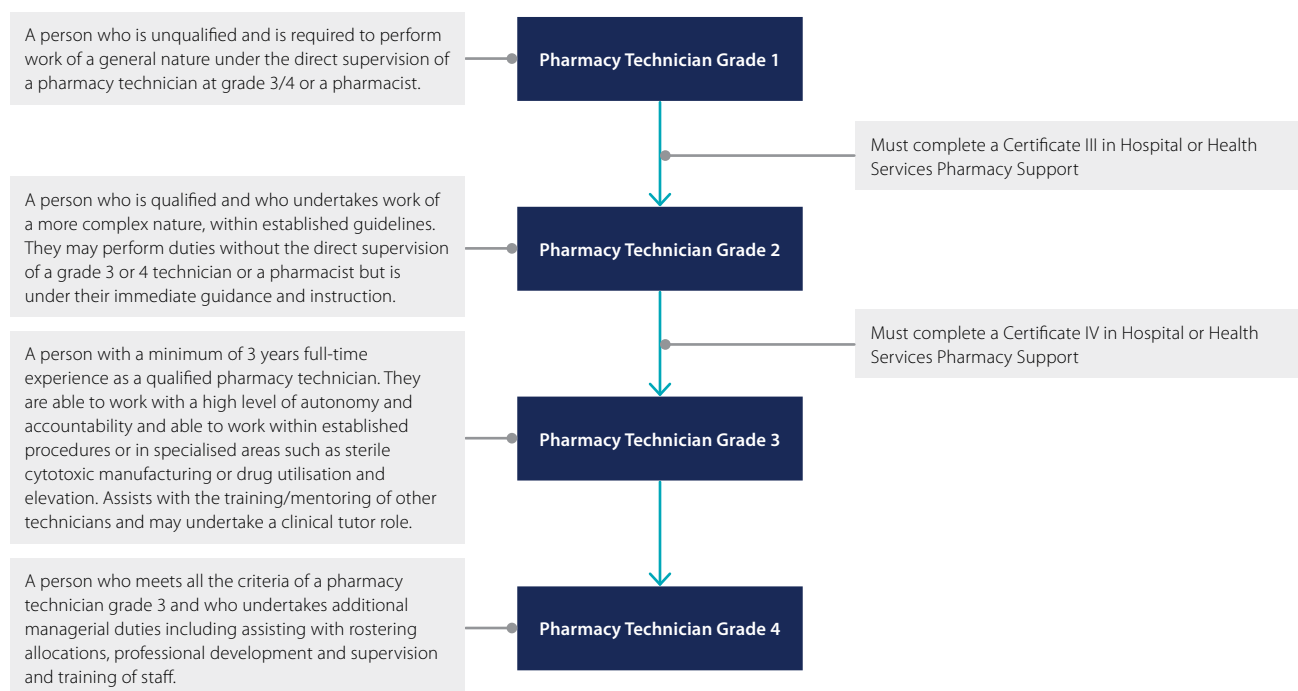 A person who is unqualified and is required to perform
work of a general nature under the direct supervision of
a pharmacy technician at grade 3/4 or a pharmacist.
Pharmacy Technician Grade 1
Must complete a Certificate III in Hospital or Health
Services Pharmacy Support
A person who is qualified and who undertakes work of
a more complex nature, within established guidelines.
They may perform duties without the direct supervision
of a grade 3 or 4 technician or a pharmacist but is
under their immediate guidance and instruction.
Pharmacy Technician Grade 2
Must complete a Certificate IV in Hospital or Health
Services Pharmacy Support
A person with a minimum of 3 years full-time
experience as a qualified pharmacy technician. They
are able to work with a high level of autonomy and
accountability and able to work within established
procedures or in specialised areas such as sterile
cytotoxic manufacturing or drug utilisation and
elevation. Assists with the training/mentoring of other
technicians and may undertake a clinical tutor role.
Pharmacy Technician Grade 3
A person who meets all the criteria of a pharmacy
technician grade 3 and who undertakes additional
managerial duties including assisting with rostering
allocations, professional development and supervision
and training of staff.
Pharmacy Technician Grade 4